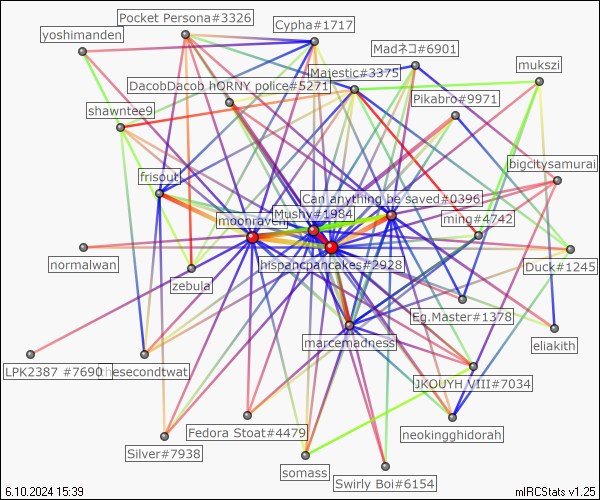 Pocket Persona#3326
Cypha#1717
yoshimanden
Madネコ#6901
mukszi
Majestic#3375
DacobDacob hORNY police#5271
Pikabro#9971
shawntee9
bigcitysamurai
frisout
Can anything be saved#0396
moonraven
Mushy#1984
ming#4742
normalwan
hispancpancakes#2928
Duck#1245
zebula
Eg.Master#1378
marcemadness
eliakith
LPK2387 #7690
thesecondtwat
JKOUYH VIII#7034
Fedora Stoat#4479
neokingghidorah
Silver#7938
somass
Swirly Boi#6154
6.10.2024 15:39
mIRCStats v1.25